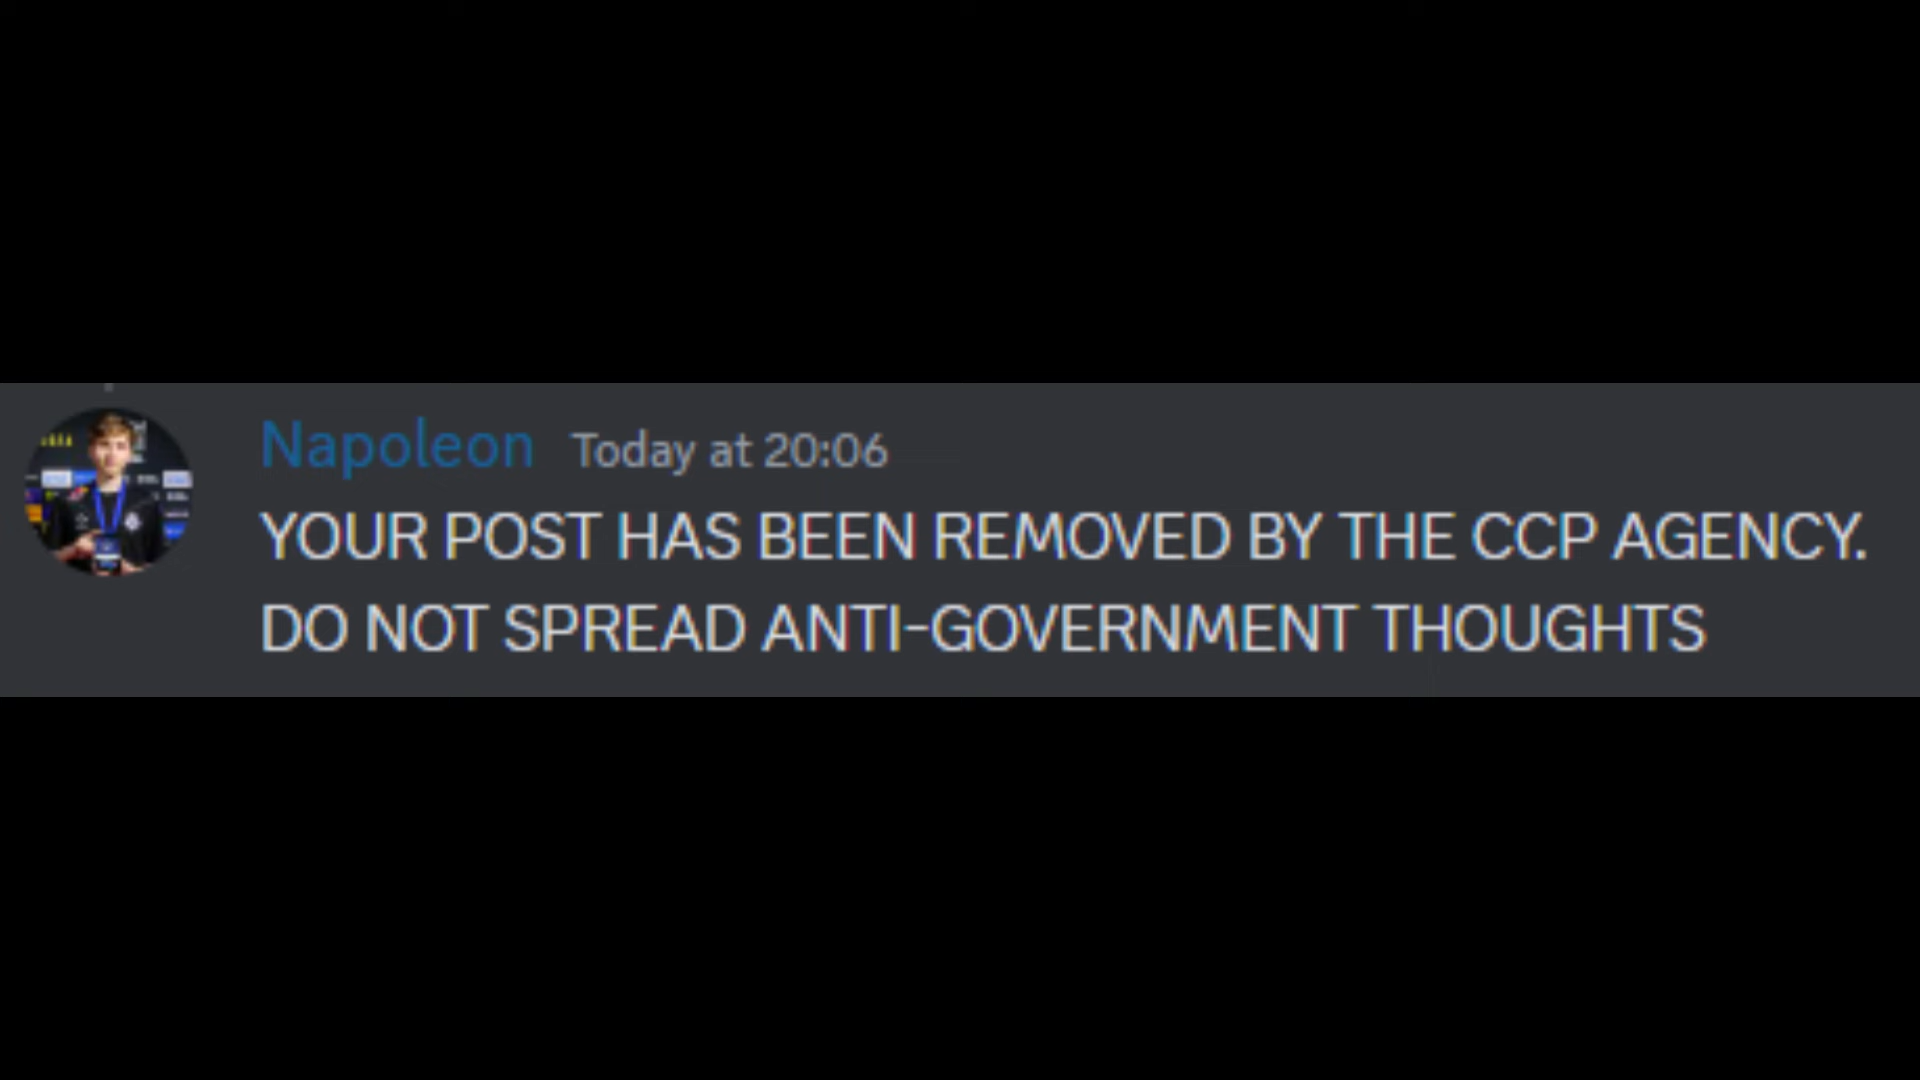 Napoleon Today at 20:06
YOUR POST HAS BEEN REMOVED BY THE CCP AGENCY.
DO NOT SPREAD ANTI-GOVERNMENT THOUGHTS